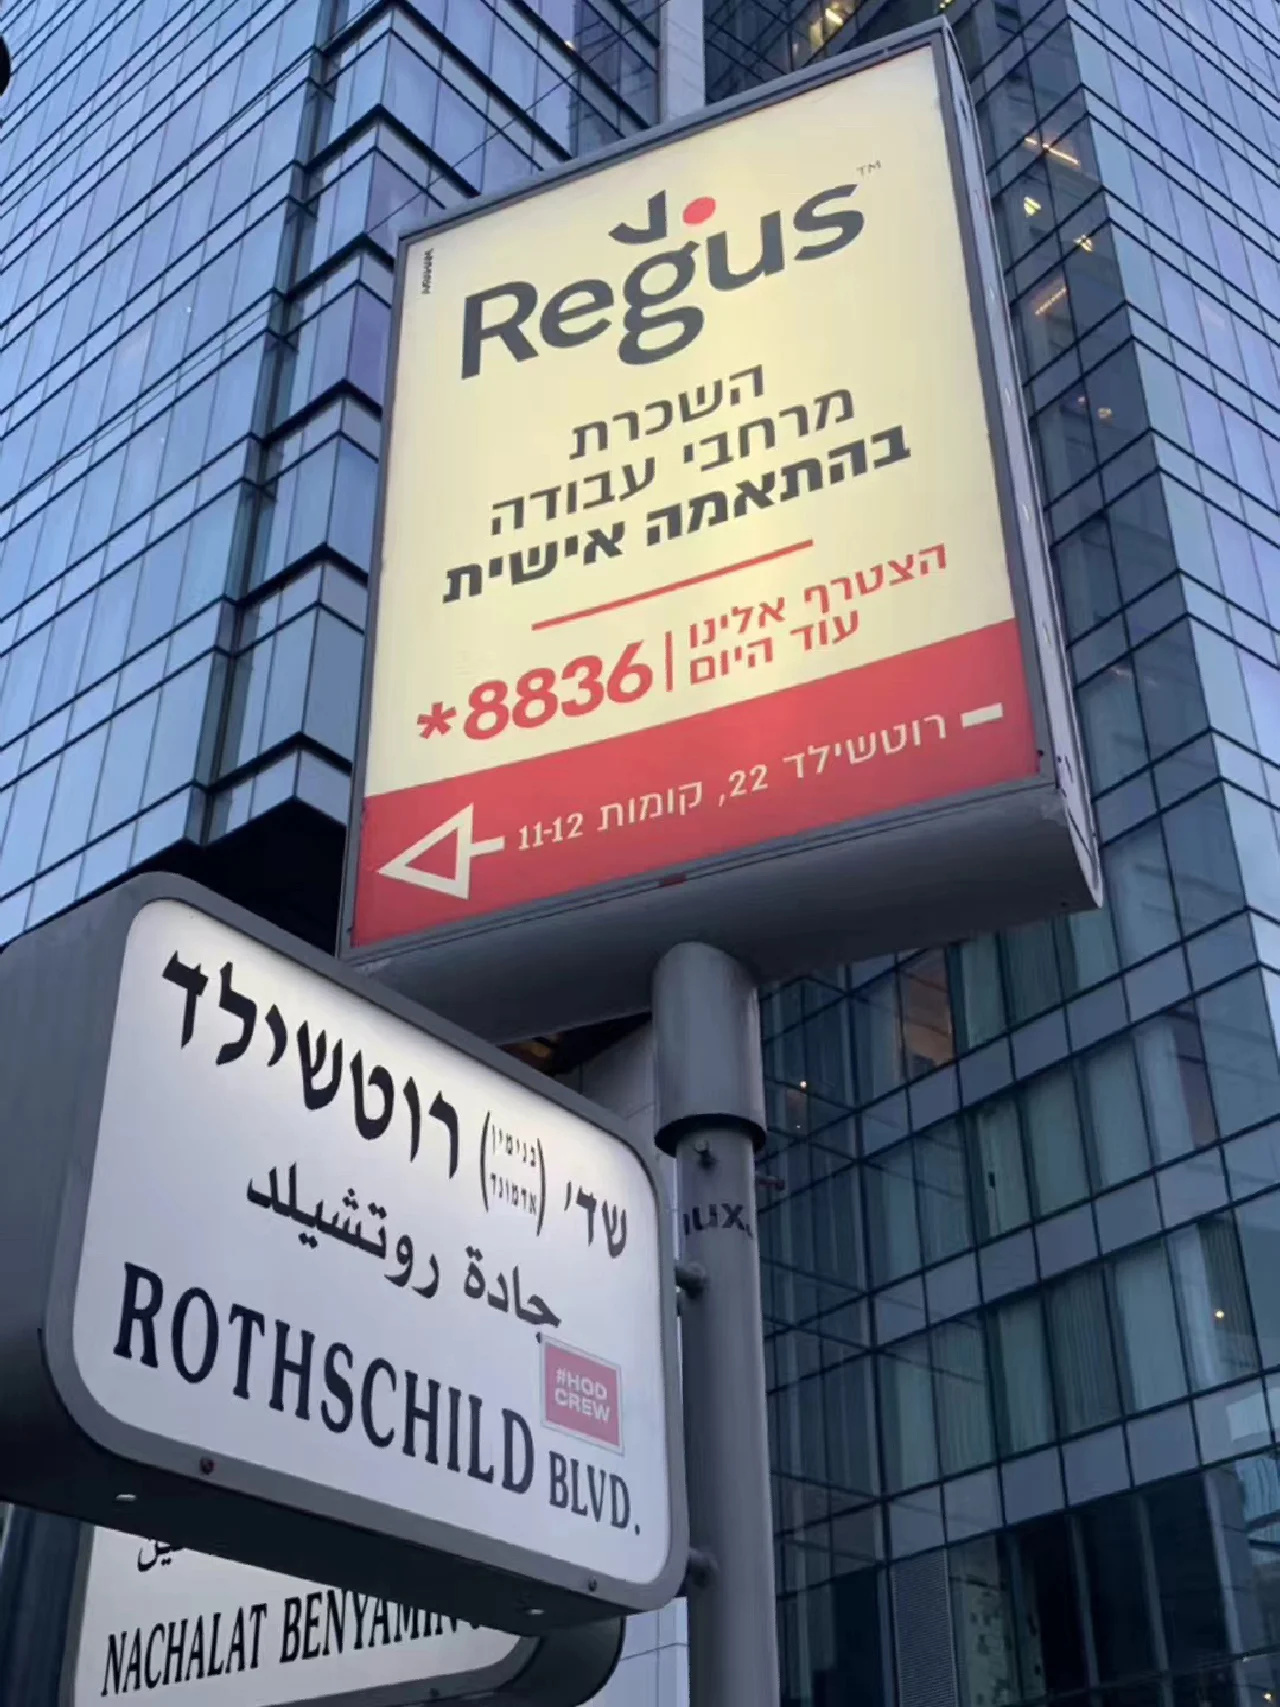 Regus™
השכרת
מרחבי עבודה
בהתאמה אישית
הצטרף אלינו
עוד היום
*8836
רוטשילד 22, קומות 11-12
שד' (בנימין אדמונד) רוטשילד
جادة روتشيلد
ROTHSCHILD BLVD.
#HOD
CREW
NACHALAT BENYAMIN